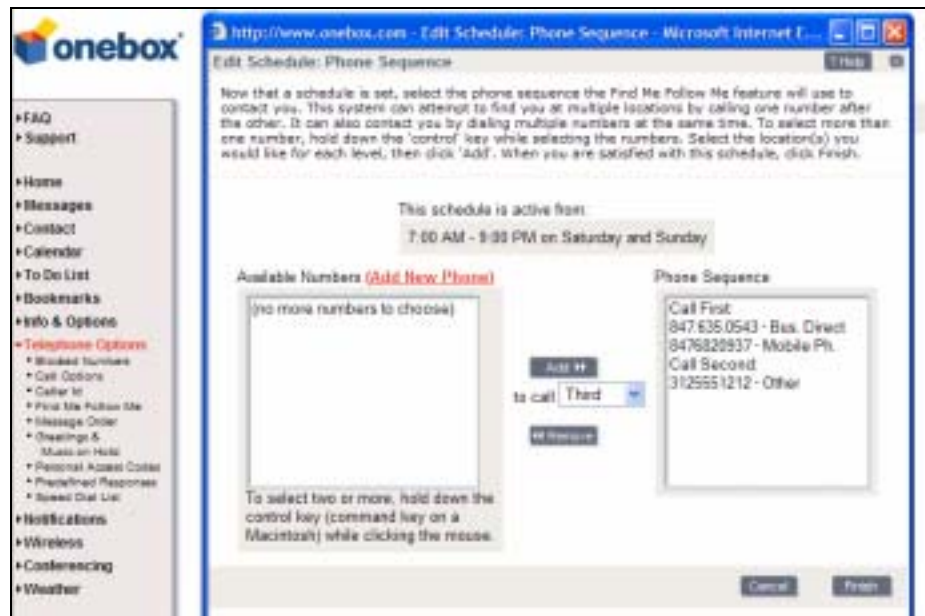 onebox
FAQ
Support
Home
Messages
Contact
Calendar
To Do List
Bookmarks
Info & Options
Telephone Options
Blocked Numbers
Call Options
Caller Id
Find Me Follow Me
Message Order
Greetings &
Music on Hold
Personal Access Codes
Predefined Responses
Speed Dial List
Notifications
Wireless
Conferencing
Weather
http://www.onebox.com - Edit Schedule: Phone Sequence - Microsoft Internet E...
Edit Schedule: Phone Sequence
? Help
Now that a schedule is set, select the phone sequence the Find Me Follow Me feature will use to
contact you. This system can attempt to find you at multiple locations by calling one number after
the other. It can also contact you by dialing multiple numbers at the same time. To select more than
one number, hold down the 'control' key while selecting the numbers. Select the location(s) you
would like for each level, then click 'Add'. When you are satisfied with this schedule, click Finish.
This schedule is active from:
7:00 AM - 9:00 PM on Saturday and Sunday
Available Numbers (Add New Phone)
(no more numbers to choose)
To select two or more, hold down the
control key (command key on a
Macintosh) while clicking the mouse.
Add
to call Third
Remove
Phone Sequence
Call First
847.635.0543 - Bus. Direct
8476820937 - Mobile Ph.
Call Second
3125551212 - Other
Cancel
Finish